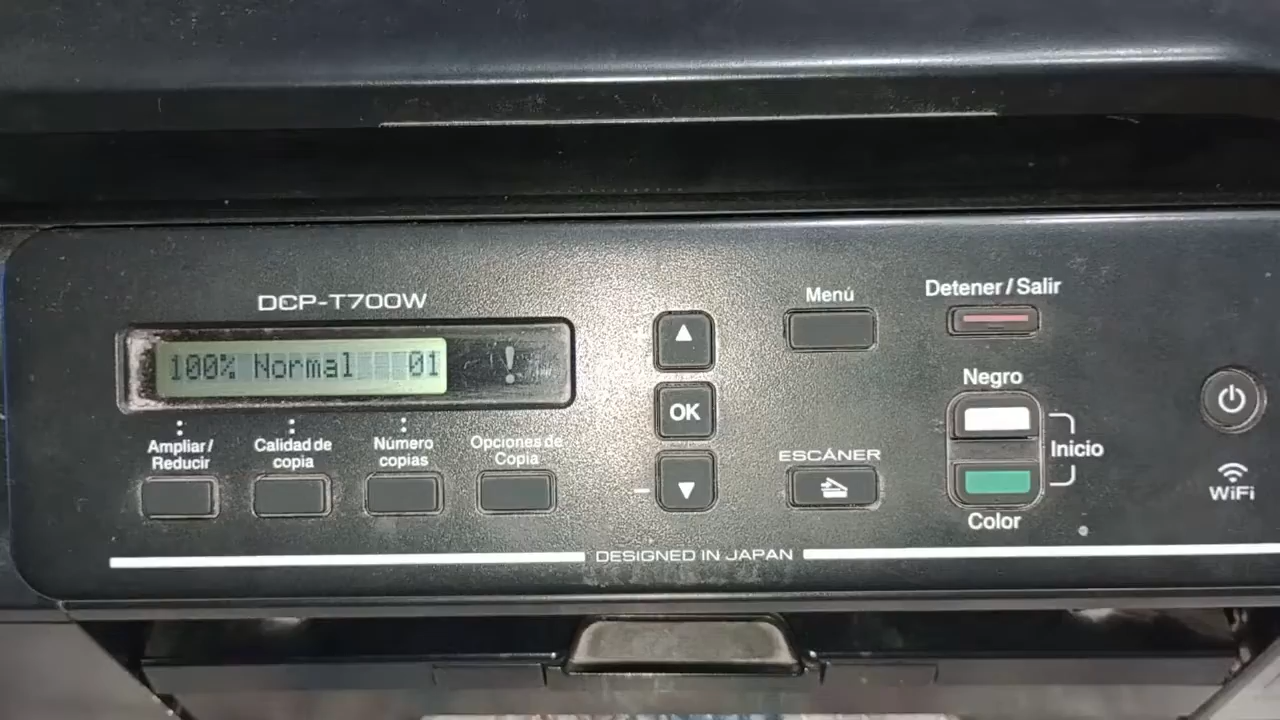 DCP-T700W
100% Normal 01
!
Ampliar/
Reducir
Calidad de
copia
Número
copias
Opciones de
Copia
OK
Menú
ESCÁNER
Detener/Salir
Negro
Inicio
Color
WiFi
DESIGNED IN JAPAN